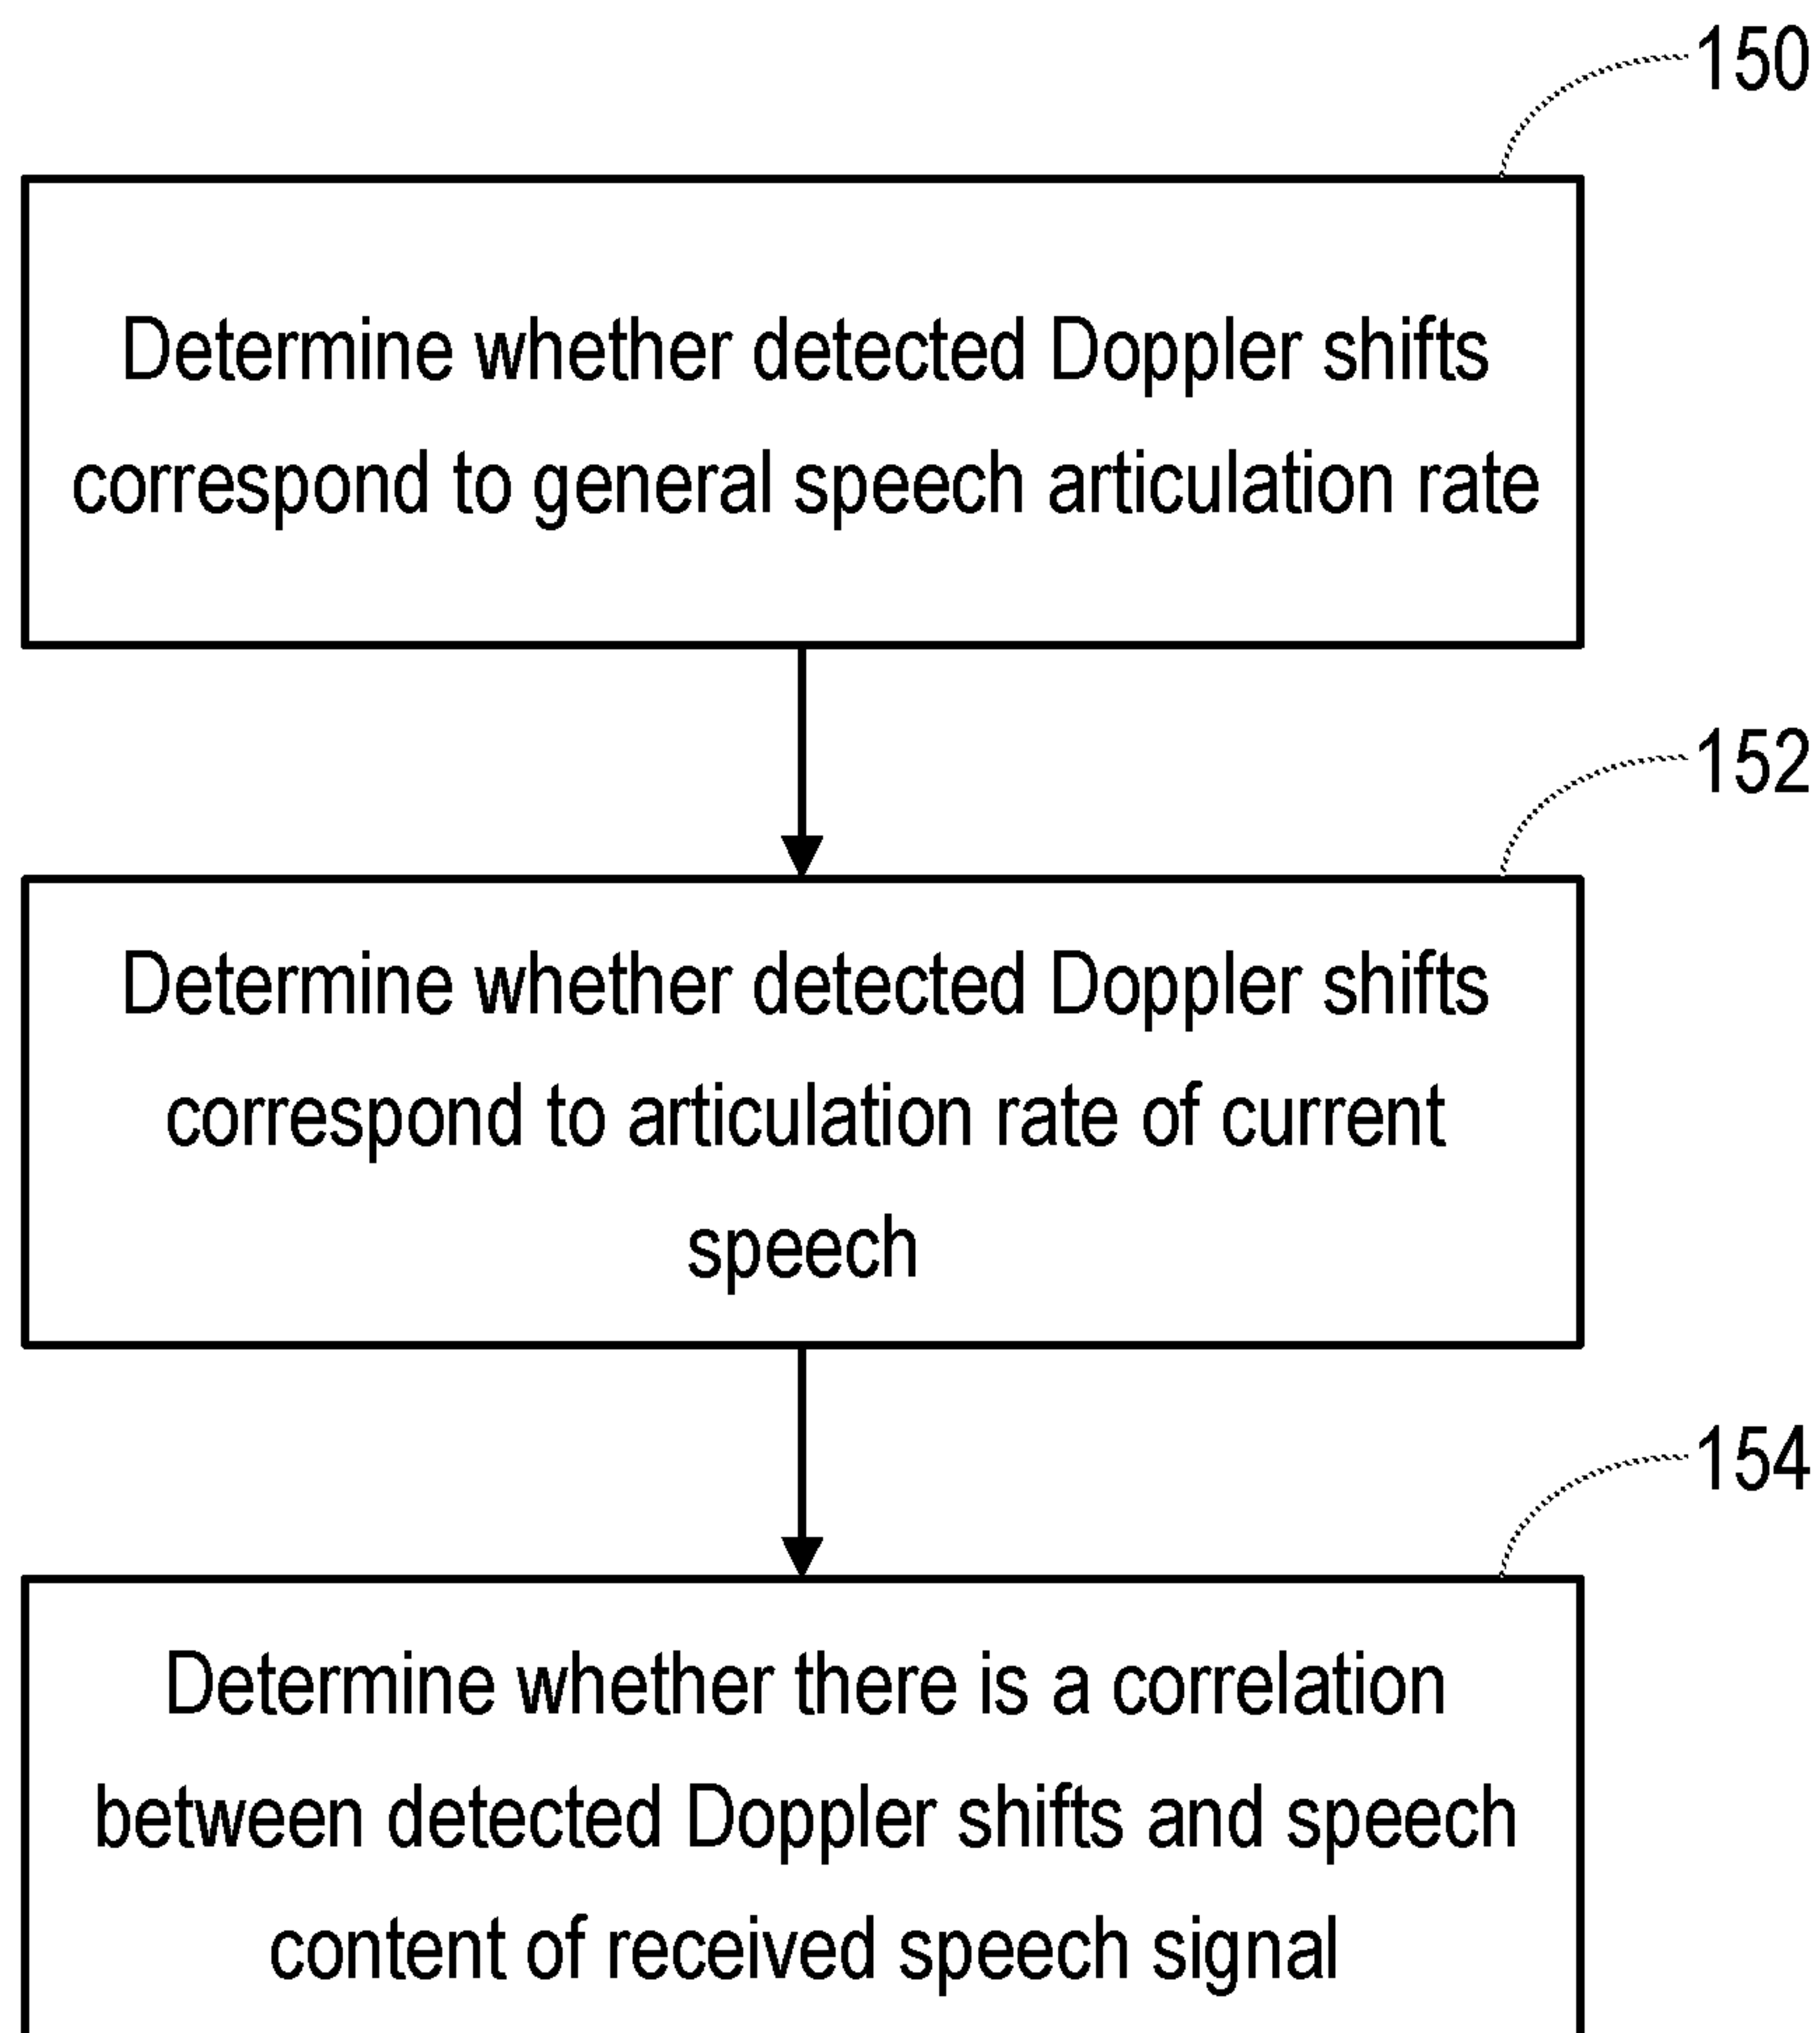 150
Determine whether detected Doppler shifts
correspond to general speech articulation rate
152
Determine whether detected Doppler shifts
correspond to articulation rate of current
speech
154
Determine whether there is a correlation
between detected Doppler shifts and speech
content of received speech signal